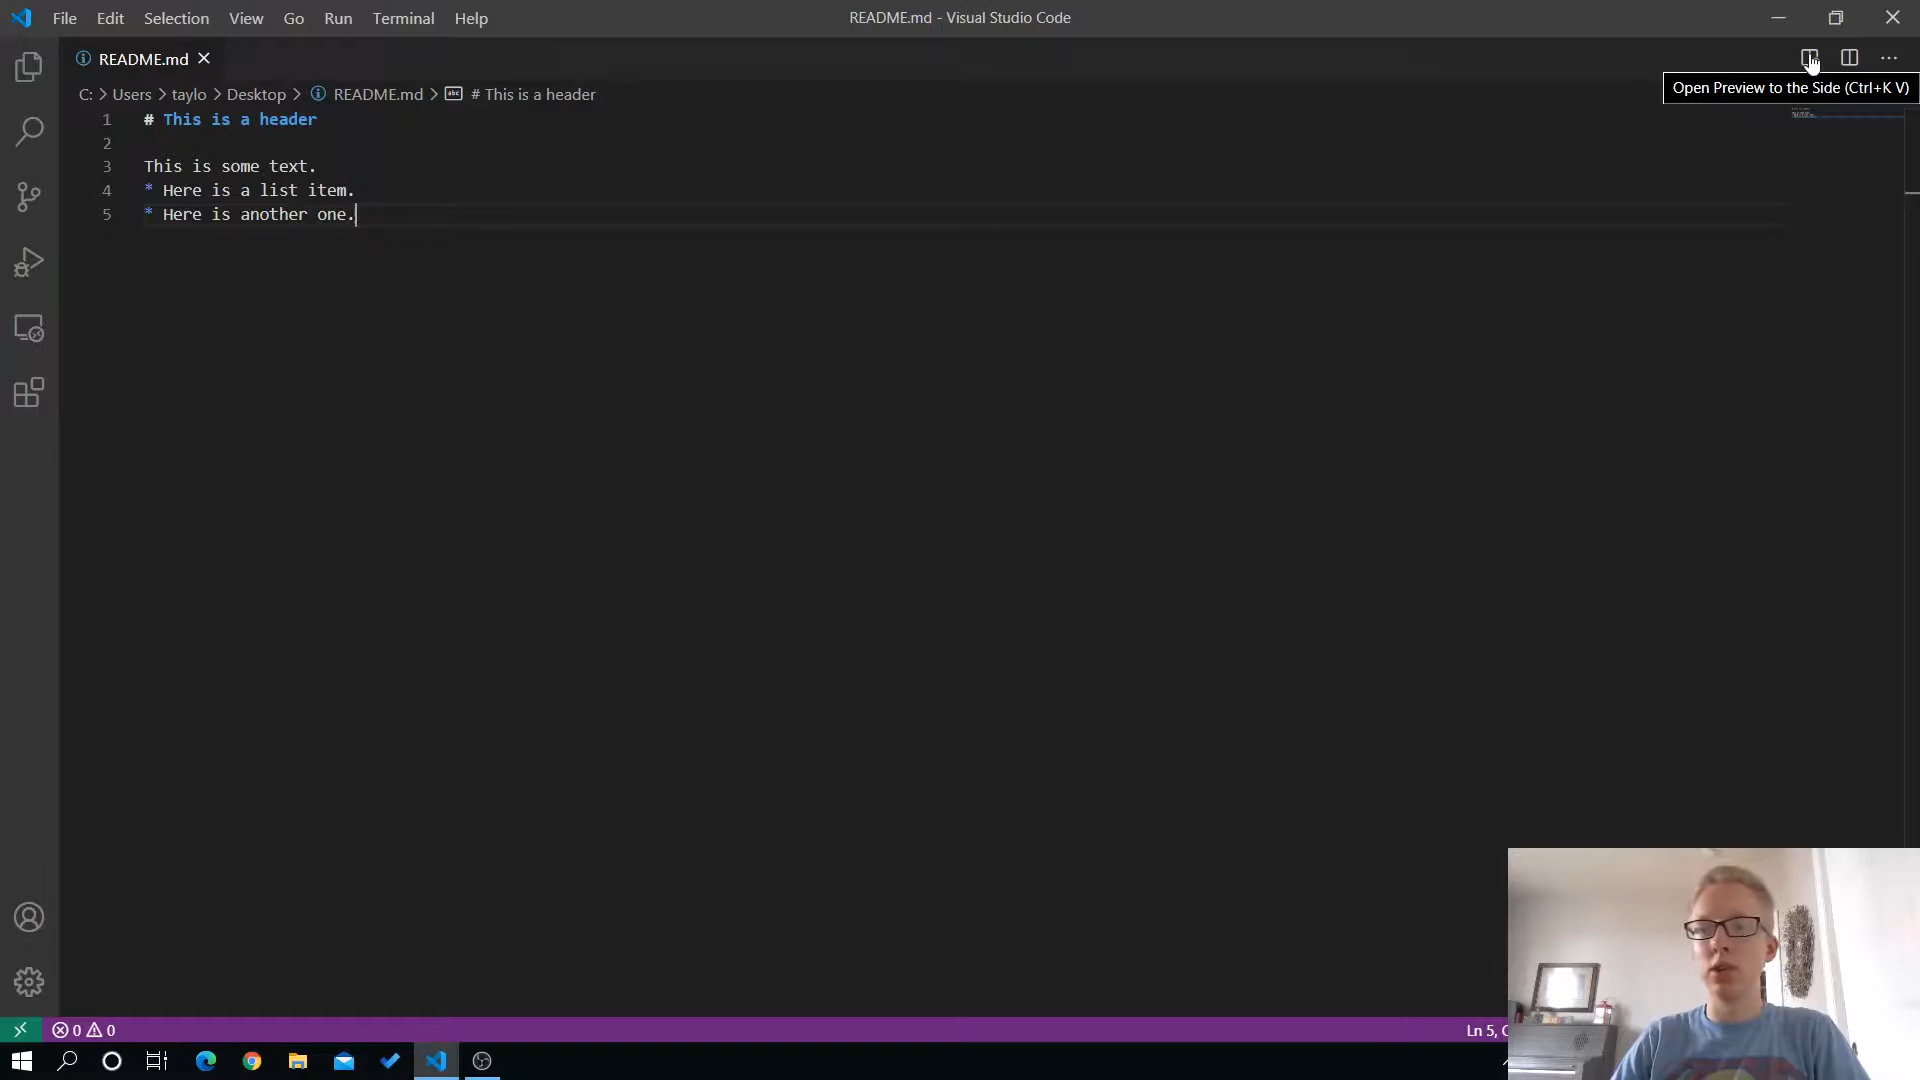 File Edit Selection View Go Run Terminal Help README.md - Visual Studio Code
README.md
Open Preview to the Side (Ctrl+K V)
C: > Users > taylo > Desktop > README.md > # This is a header
1 # This is a header
2
3 This is some text.
4 * Here is a list item.
5 * Here is another one.
0 0 Ln 5,